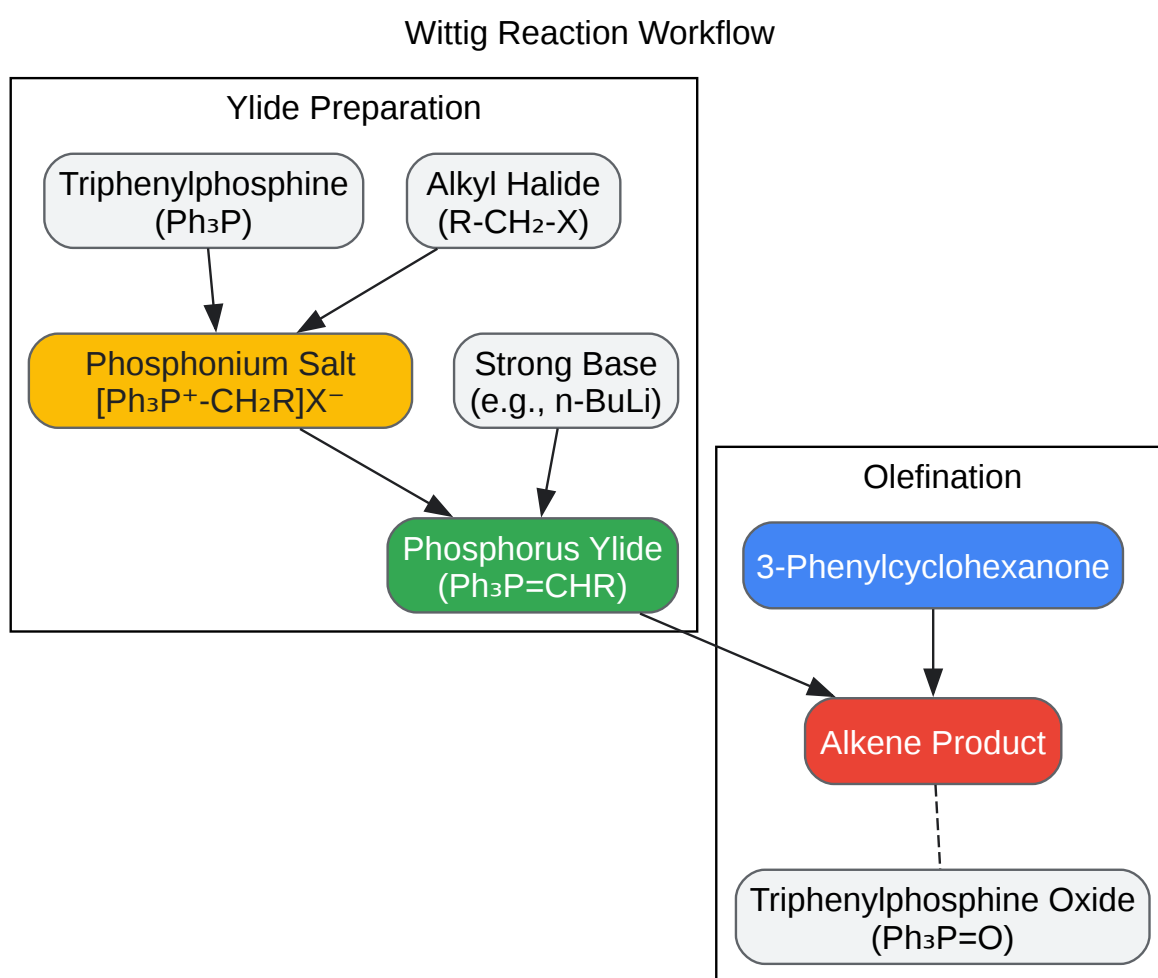 Wittig Reaction Workflow
Ylide Preparation
Triphenylphosphine
(Ph₃P)
Alkyl Halide
(R-CH₂-X)
Phosphonium Salt
[Ph₃P⁺-CH₂R]X⁻
Strong Base
(e.g., n-BuLi)
Phosphorus Ylide
(Ph₃P=CHR)
Olefination
3-Phenylcyclohexanone
Alkene Product
Triphenylphosphine Oxide
(Ph₃P=O)